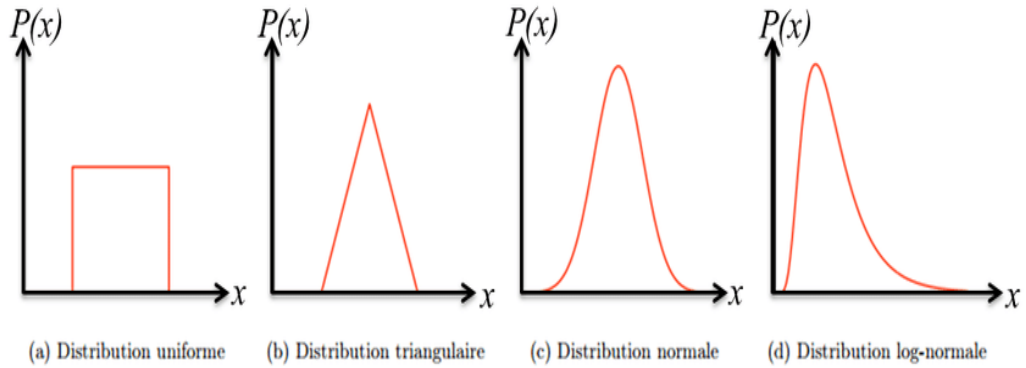 P(x) P(x) P(x) P(x)
x x x x
(a) Distribution uniforme (b) Distribution triangulaire (c) Distribution normale (d) Distribution log-normale